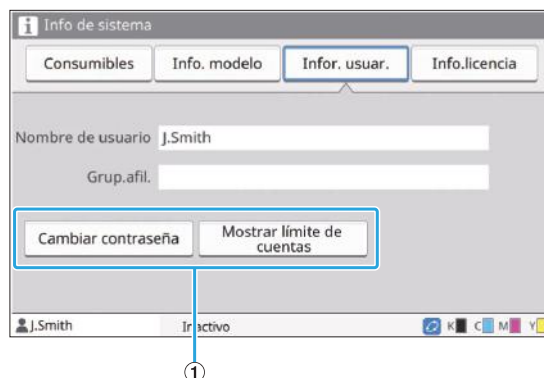 Info de sistema
Consumibles Info. modelo Infor. usuar. Info.licencia
Nombre de usuario J.Smith
Grup.afil.
Cambiar contraseña Mostrar límite de
cuentas
J.Smith Inactivo K C M Y
①